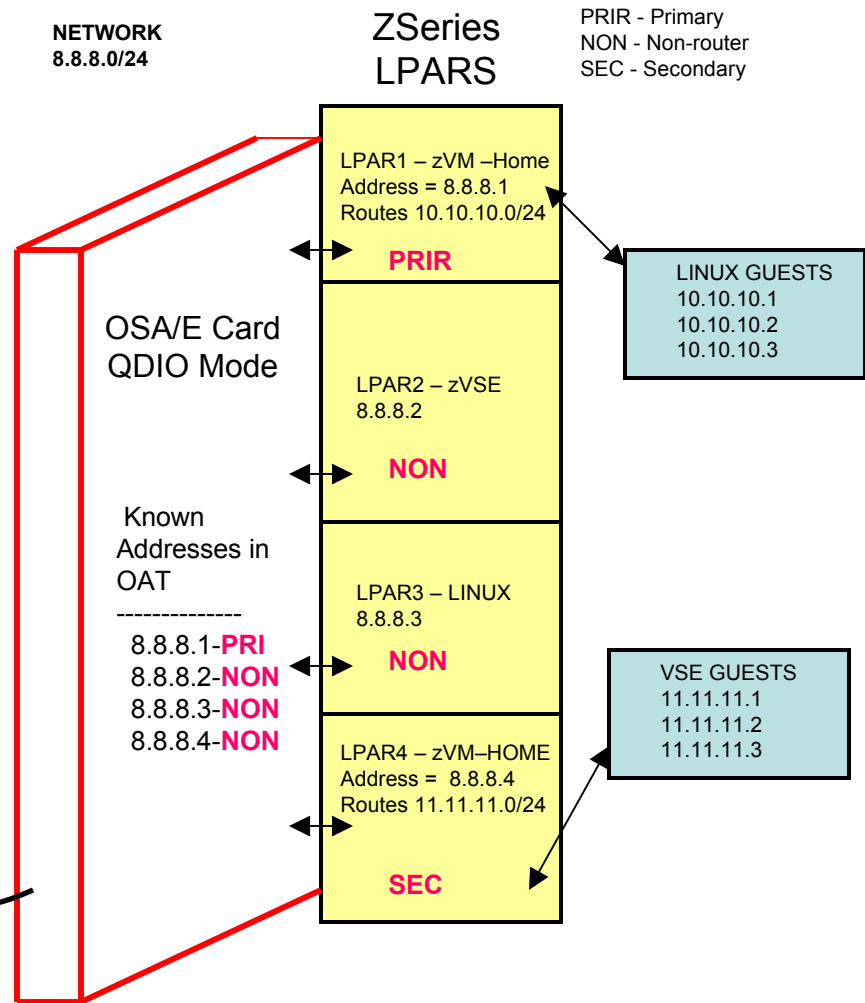 NETWORK
8.8.8.0/24
ZSeries
LPARS
PRIR - Primary
NON - Non-router
SEC - Secondary
LPAR1 – zVM –Home
Address = 8.8.8.1
Routes 10.10.10.0/24
PRIR
LINUX GUESTS
10.10.10.1
10.10.10.2
10.10.10.3
OSA/E Card
QDIO Mode
LPAR2 – zVSE
8.8.8.2
NON
Known
Addresses in
OAT
--------------
8.8.8.1-PRI
8.8.8.2-NON
8.8.8.3-NON
8.8.8.4-NON
LPAR3 – LINUX
8.8.8.3
NON
VSE GUESTS
11.11.11.1
11.11.11.2
11.11.11.3
LPAR4 – zVM–HOME
Address =  8.8.8.4
Routes 11.11.11.0/24
SEC